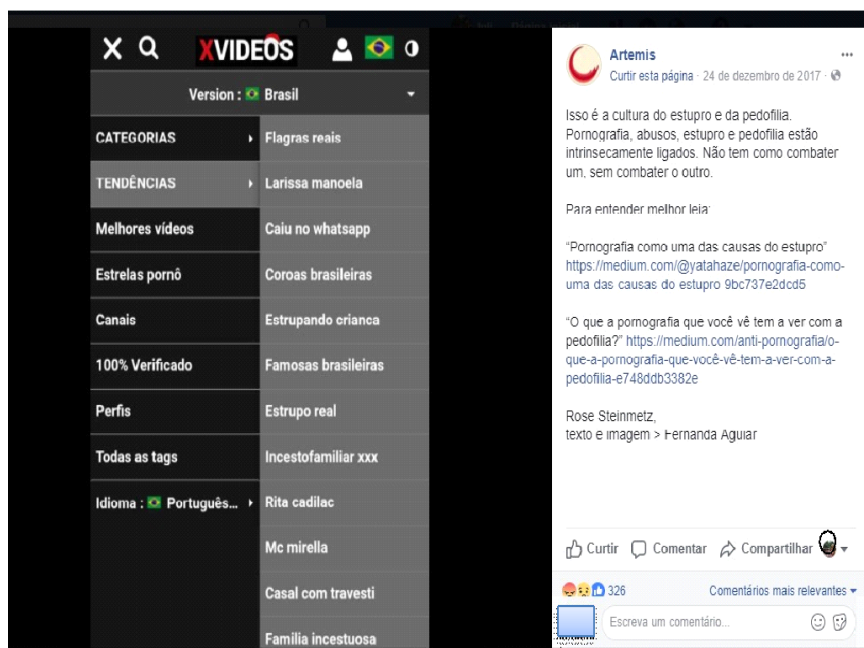 XVIDEOS
Version : Brasil
CATEGORIAS
TENDÊNCIAS
Melhores vídeos
Estrelas pornô
Canais
100% Verificado
Perfis
Todas as tags
Idioma : Português...
Flagras reais
Larissa manoela
Caiu no whatsapp
Coroas brasileiras
Estrupando crianca
Famosas brasileiras
Estrupo real
Incestofamiliar xxx
Rita cadilac
Mc mirella
Casal com travesti
Familia incestuosa
Artemis
Curtir esta página · 24 de dezembro de 2017 ·
Isso é a cultura do estupro e da pedofilia.
Pornografia, abusos, estupro e pedofilia estão
intrinsecamente ligados. Não tem como combater
um, sem combater o outro.
Para entender melhor leia:
“Pornografia como uma das causas do estupro”
https://medium.com/@yatahaze/pornografia-como-
uma das causas do estupro 9bc737e2dcd5
“O que a pornografia que você vê tem a ver com a
pedofilia?” https://medium.com/anti-pornografia/o-
que-a-pornografia-que-você-vê-tem-a-ver-com-a-
pedofilia-e748ddb3382e
Rose Steinmetz,
texto e imagem > Fernanda Aguiar
Curtir Comentar Compartilhar
326 Comentários mais relevantes
Escreva um comentário...